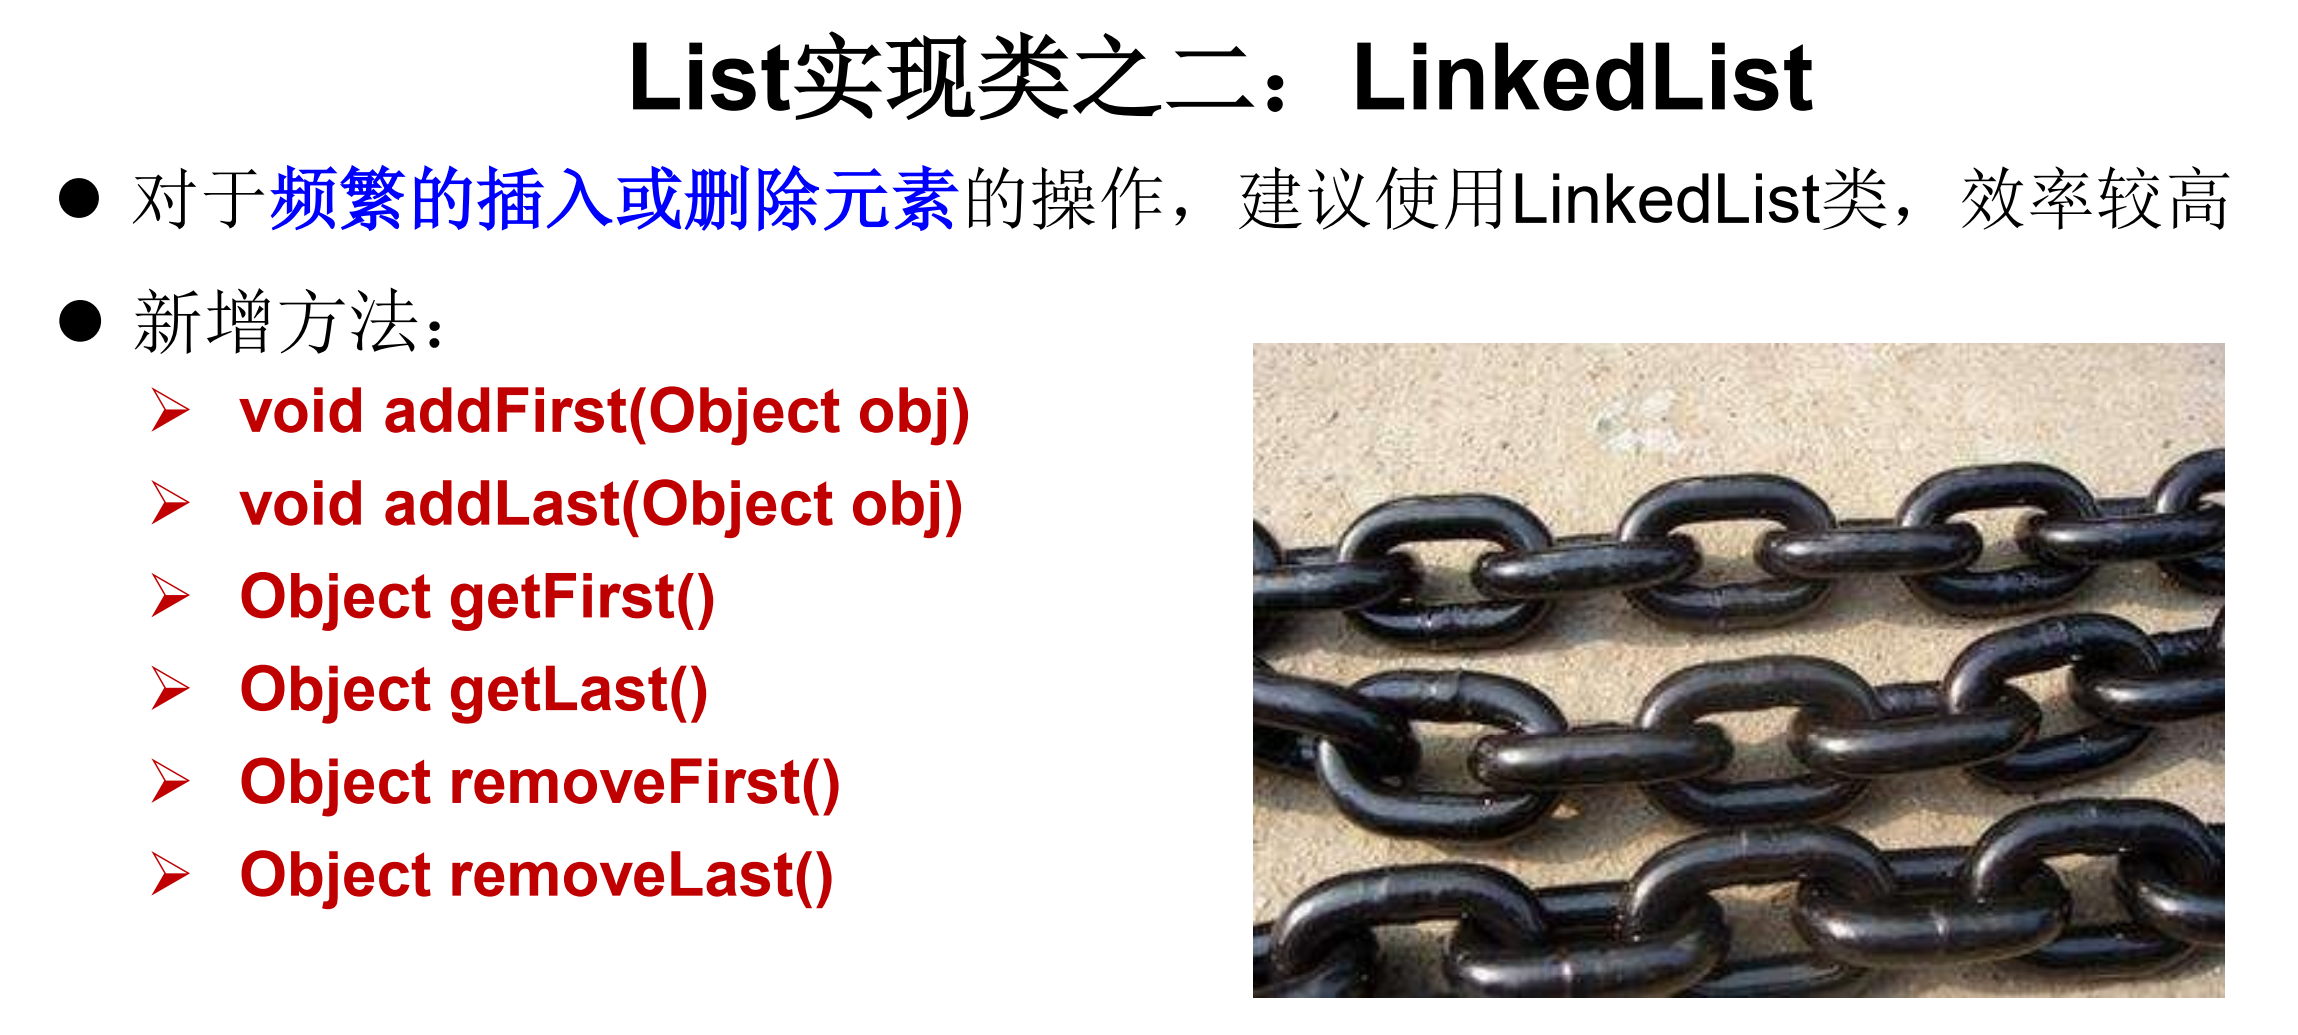 List实现类之二：LinkedList
对于频繁的插入或删除元素的操作，建议使用LinkedList类，效率较高
新增方法：
void addFirst(Object obj)
void addLast(Object obj)
Object getFirst()
Object getLast()
Object removeFirst()
Object removeLast()